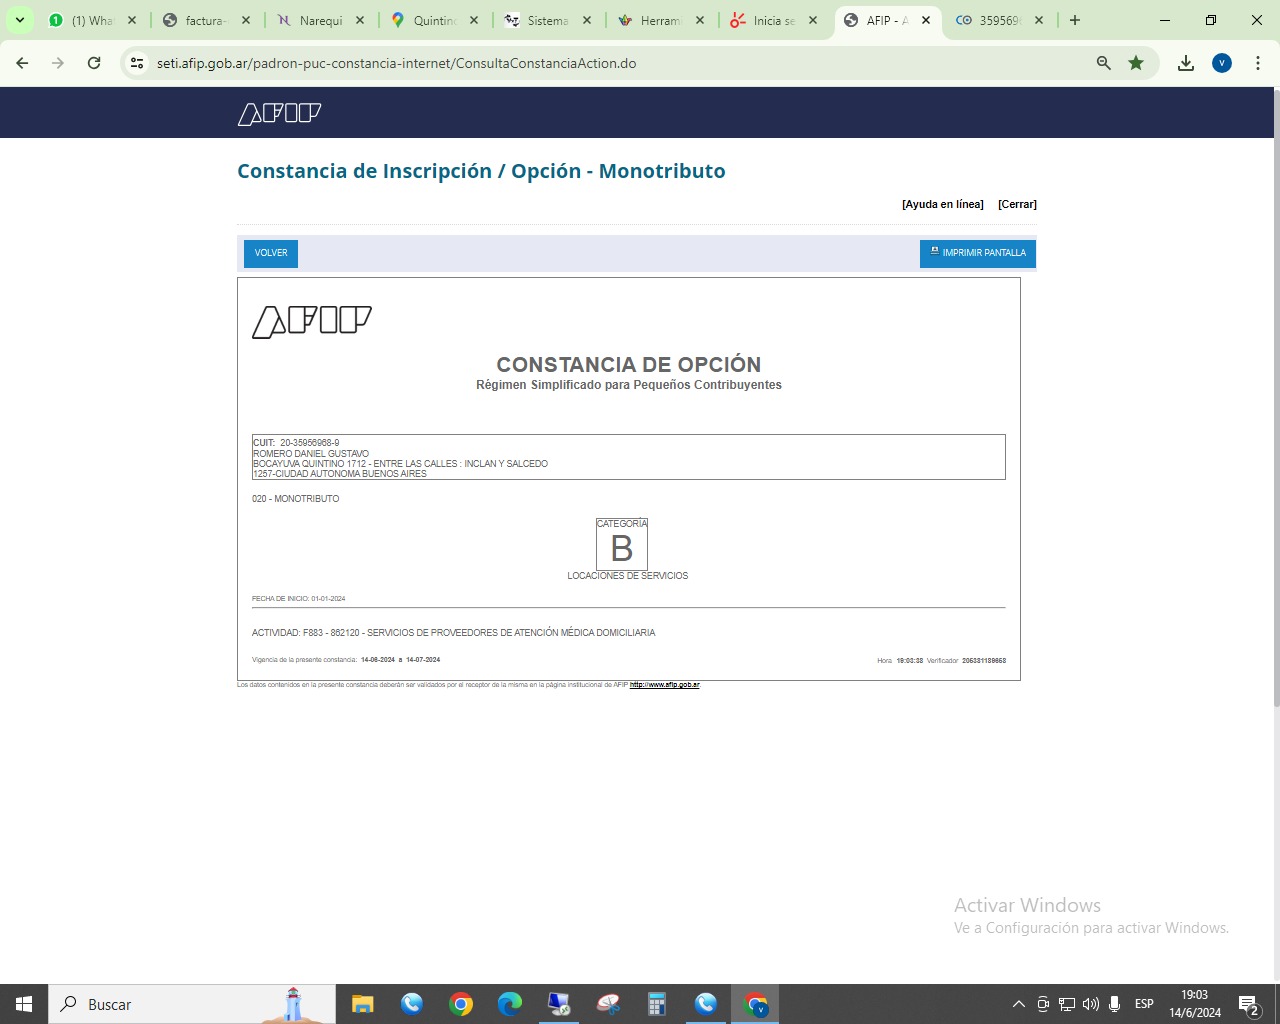 (1) What
factura-
Narequi
Quintinc
Sistema
Herrami
Inicia se
AFIP - A
359569
seti.afip.gob.ar/padron-puc-constancia-internet/ConsultaConstanciaAction.do
V
AFIP
Constancia de Inscripción / Opción - Monotributo
[Ayuda en línea] [Cerrar]
VOLVER
IMPRIMIR PANTALLA
AFIP
CONSTANCIA DE OPCIÓN
Régimen Simplificado para Pequeños Contribuyentes
CUIT: 20-35956968-9
ROMERO DANIEL GUSTAVO
BOCAYUVA QUINTINO 1712 - ENTRE LAS CALLES : INCLAN Y SALCEDO
1257-CIUDAD AUTONOMA BUENOS AIRES
020 - MONOTRIBUTO
CATEGORÍA
B
LOCACIONES DE SERVICIOS
FECHA DE INICIO: 01-01-2024
ACTIVIDAD: F883 - 862120 - SERVICIOS DE PROVEEDORES DE ATENCIÓN MÉDICA DOMICILIARIA
Vigencia de la presente constancia: 14-06-2024 a 14-07-2024
Hora 19:03:38 Verificador 206381189668
Los datos contenidos en la presente constancia deberán ser validados por el receptor de la misma en la página institucional de AFIP http://www.afip.gob.ar.
Activar Windows
Ve a Configuración para activar Windows.
Buscar
ESP
19:03
14/6/2024
2